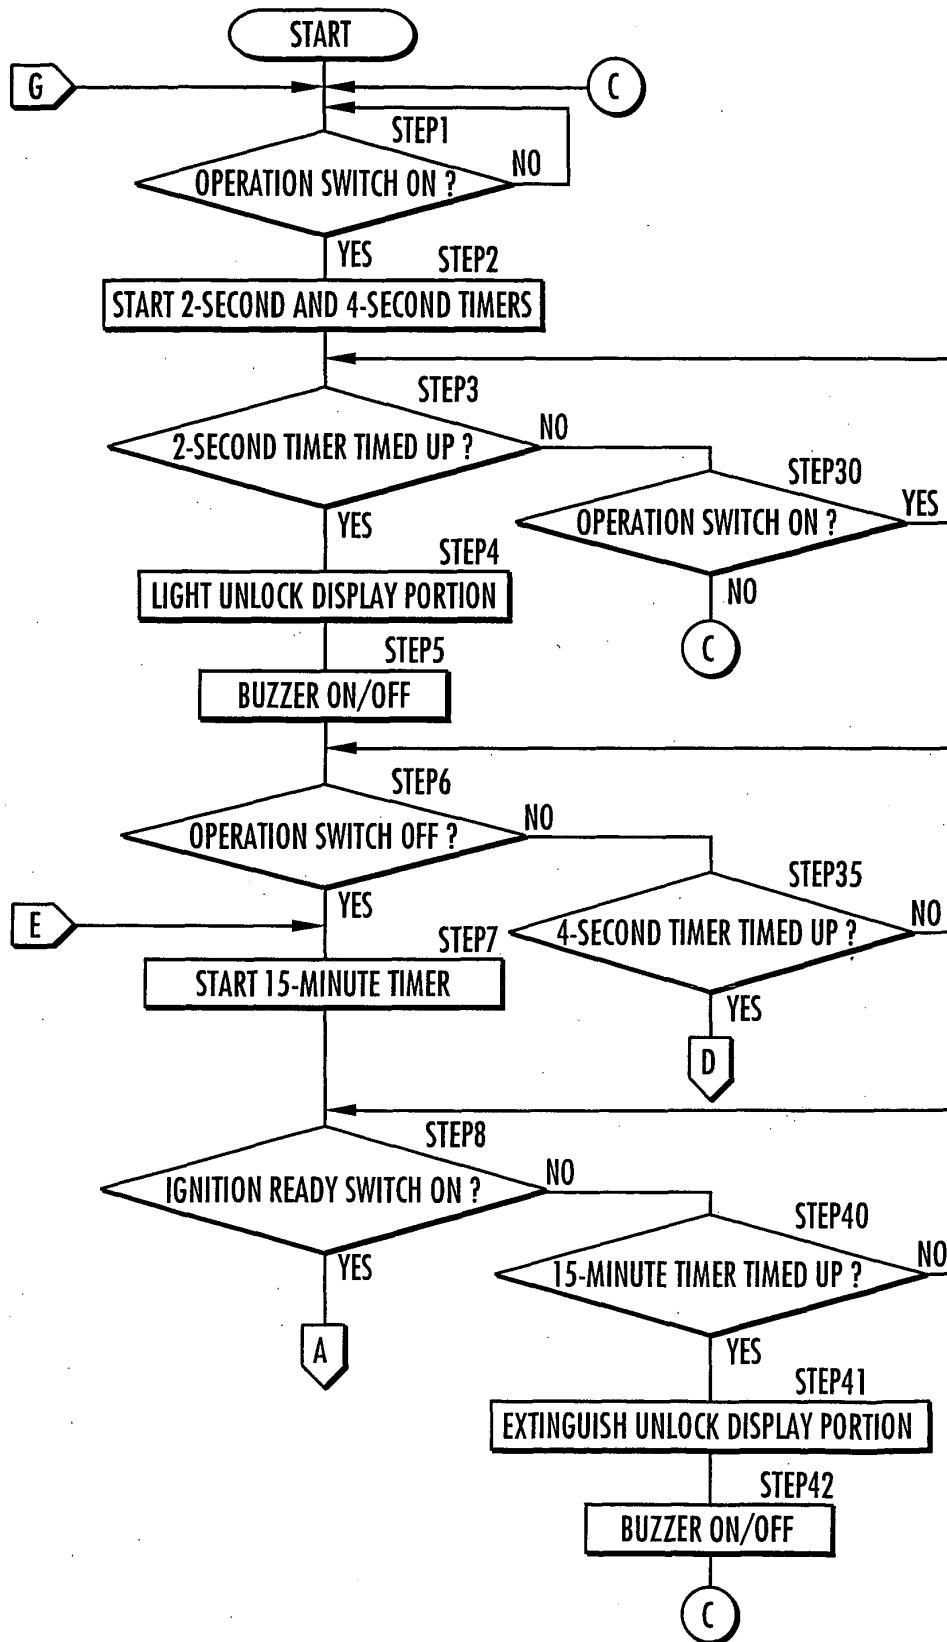 START
G
C
STEP1
OPERATION SWITCH ON ?
NO
YES
STEP2
START 2-SECOND AND 4-SECOND TIMERS
STEP3
2-SECOND TIMER TIMED UP ?
NO
YES
STEP30
OPERATION SWITCH ON ?
YES
NO
C
STEP4
LIGHT UNLOCK DISPLAY PORTION
STEP5
BUZZER ON/OFF
STEP6
OPERATION SWITCH OFF ?
NO
YES
STEP35
4-SECOND TIMER TIMED UP ?
NO
YES
D
E
STEP7
START 15-MINUTE TIMER
STEP8
IGNITION READY SWITCH ON ?
NO
YES
A
STEP40
15-MINUTE TIMER TIMED UP ?
NO
YES
STEP41
EXTINGUISH UNLOCK DISPLAY PORTION
STEP42
BUZZER ON/OFF
C